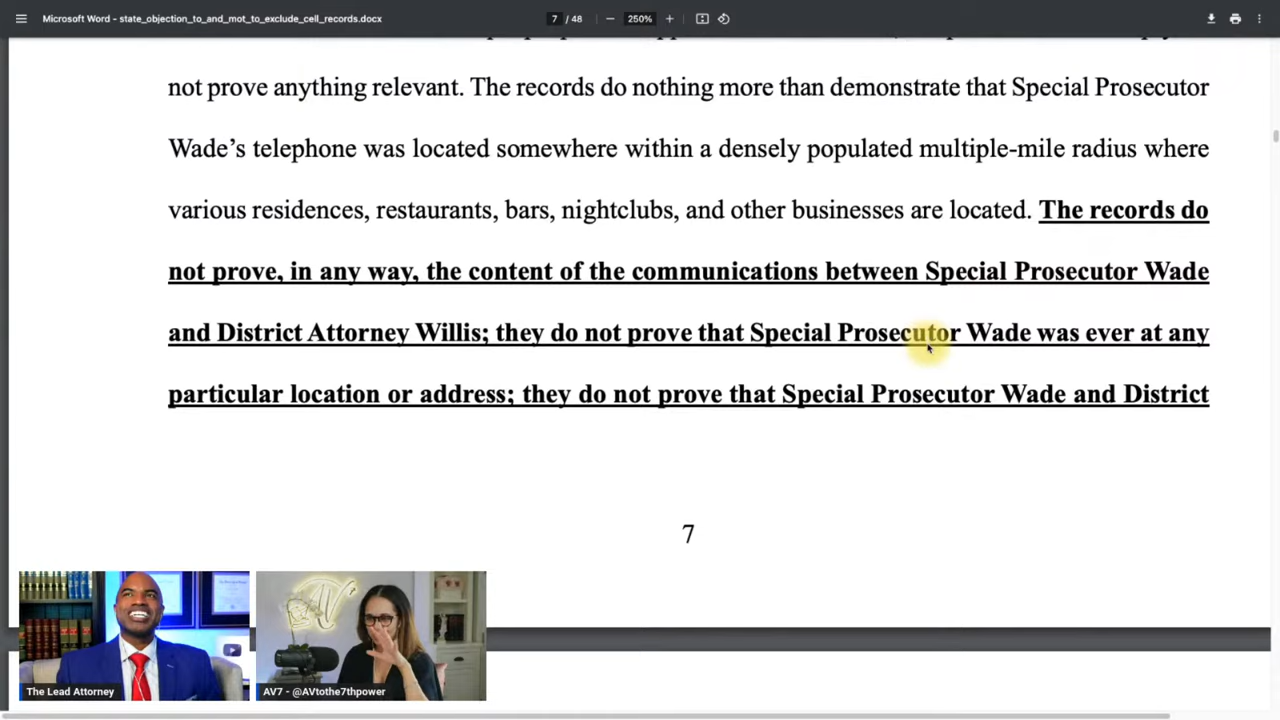 Microsoft Word - state_objection_to_and_mot_to_exclude_cell_records.docx
7 / 48
250%
not prove anything relevant. The records do nothing more than demonstrate that Special Prosecutor
Wade’s telephone was located somewhere within a densely populated multiple-mile radius where
various residences, restaurants, bars, nightclubs, and other businesses are located. The records do
not prove, in any way, the content of the communications between Special Prosecutor Wade
and District Attorney Willis; they do not prove that Special Prosecutor Wade was ever at any
particular location or address; they do not prove that Special Prosecutor Wade and District
7
AV
The Lead Attorney
AV7 - @AVtothe7thpower